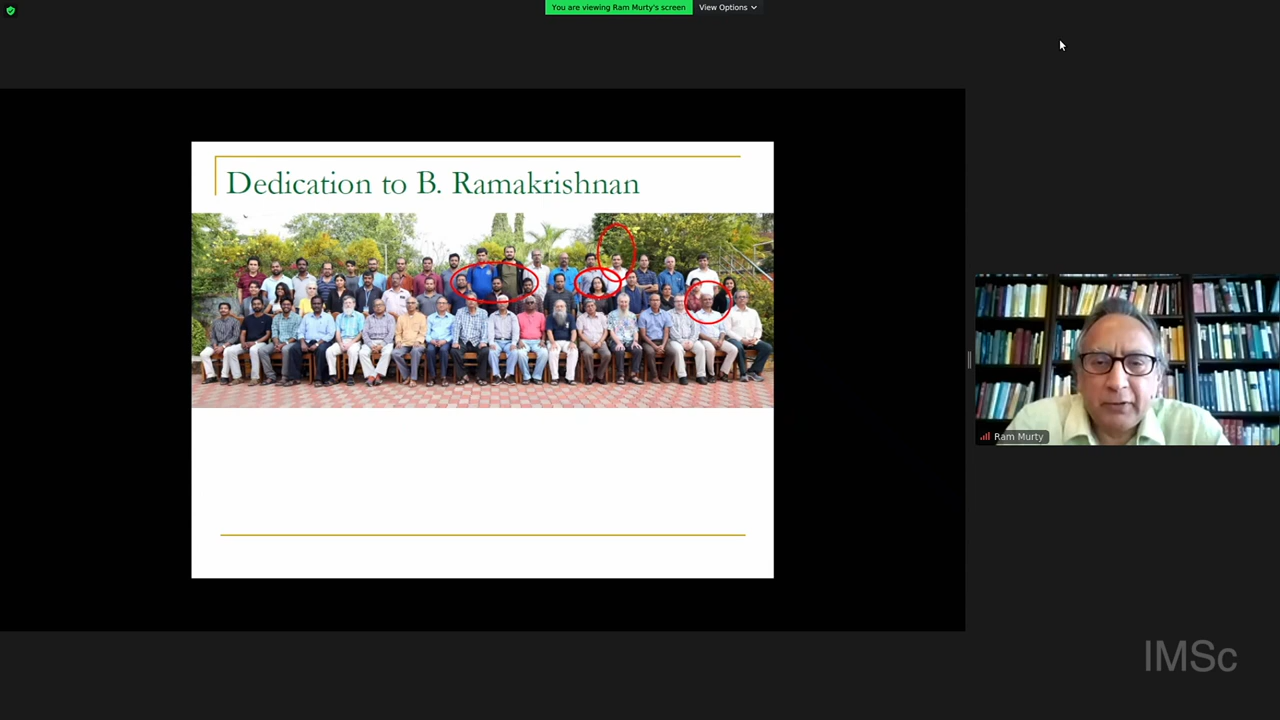 You are viewing Ram Murty's screen
View Options
Dedication to B. Ramakrishnan
Ram Murty
IMSc